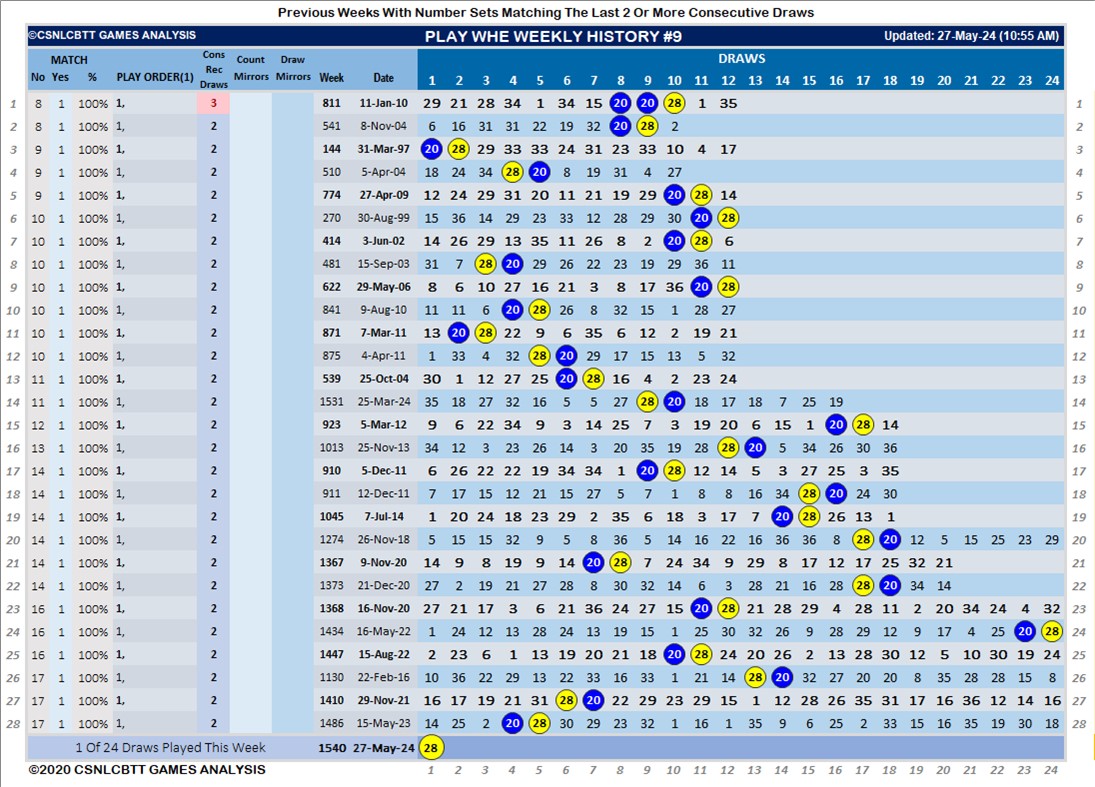 Previous Weeks With Number Sets Matching The Last 2 Or More Consecutive Draws
©CSNLCBTT GAMES ANALYSIS PLAY WHE WEEKLY HISTORY #9 Updated: 27-May-24 (10:55 AM)
MATCH Cons Rec Draws Count Mirrors Draw Mirrors DRAWS
No Yes % PLAY ORDER(1) Week Date 1 2 3 4 5 6 7 8 9 10 11 12 13 14 15 16 17 18 19 20 21 22 23 24
1 8 1 100% 1, 3 811 11-Jan-10 29 21 28 34 1 34 15 20 20 28 1 35 1
2 8 1 100% 1, 2 541 8-Nov-04 6 16 31 31 22 19 32 20 28 2 2
3 9 1 100% 1, 2 144 31-Mar-97 20 28 29 33 33 24 31 23 33 10 4 17 3
4 9 1 100% 1, 2 510 5-Apr-04 18 24 34 28 20 8 19 31 4 27 4
5 9 1 100% 1, 2 774 27-Apr-09 12 24 29 31 20 11 21 19 29 20 28 14 5
6 10 1 100% 1, 2 270 30-Aug-99 15 36 14 29 23 33 12 28 29 30 20 28 6
7 10 1 100% 1, 2 414 3-Jun-02 14 26 29 13 35 11 26 8 2 20 28 6 7
8 10 1 100% 1, 2 481 15-Sep-03 31 7 28 20 29 26 22 23 19 29 36 11 8
9 10 1 100% 1, 2 622 29-May-06 8 6 10 27 16 21 3 8 17 36 20 28 9
10 10 1 100% 1, 2 841 9-Aug-10 11 11 6 20 28 26 8 32 15 1 28 27 10
11 10 1 100% 1, 2 871 7-Mar-11 13 20 28 22 9 6 35 6 12 2 19 21 11
12 10 1 100% 1, 2 875 4-Apr-11 1 33 4 32 28 20 29 17 15 13 5 32 12
13 11 1 100% 1, 2 539 25-Oct-04 30 1 12 27 25 20 28 16 4 2 23 24 13
14 11 1 100% 1, 2 1531 25-Mar-24 35 18 27 32 16 5 5 27 28 20 18 17 18 7 15 19 14
15 12 1 100% 1, 2 923 5-Mar-12 9 6 22 34 9 3 14 25 7 3 19 20 6 15 1 20 28 14 15
16 13 1 100% 1, 2 1013 25-Nov-13 34 12 3 23 26 14 3 20 35 19 28 28 20 5 34 26 30 36 16
17 14 1 100% 1, 2 910 5-Dec-11 6 26 22 22 19 34 34 1 20 28 12 14 5 3 27 25 3 35 17
18 14 1 100% 1, 2 911 12-Dec-11 7 17 15 12 21 15 27 5 7 1 8 8 16 34 28 20 24 30 18
19 14 1 100% 1, 2 1045 7-Jul-14 1 20 24 18 23 29 2 35 6 18 3 17 7 20 28 26 13 1 19
20 14 1 100% 1, 2 1274 26-Nov-18 5 15 15 32 9 5 8 36 5 14 16 22 16 36 36 8 28 20 12 5 15 25 23 29 20
21 14 1 100% 1, 2 1367 9-Nov-20 14 9 8 19 9 14 20 28 9 7 24 34 9 29 8 17 12 17 25 32 21 21
22 14 1 100% 1, 2 1373 21-Dec-20 27 2 19 21 27 28 8 30 32 14 6 3 28 21 16 28 28 20 34 14 22
23 16 1 100% 1, 2 1368 16-Nov-20 27 21 17 3 6 21 36 24 27 15 20 28 21 28 29 4 28 11 2 20 34 24 4 32 23
24 16 1 100% 1, 2 1434 16-May-22 1 24 12 13 28 24 13 19 15 1 25 30 32 26 9 28 29 12 9 17 4 25 20 28 24
25 16 1 100% 1, 2 1447 15-Aug-22 2 23 6 1 13 19 20 21 18 20 28 24 20 26 2 13 28 30 12 5 10 30 19 24 25
26 17 1 100% 1, 2 1130 22-Feb-16 10 36 22 29 13 22 33 16 33 1 21 14 28 20 32 27 20 20 8 35 28 28 15 8 26
27 17 1 100% 1, 2 1410 29-Nov-21 16 17 19 21 31 28 20 22 29 23 29 15 1 12 28 26 35 31 17 16 36 12 14 16 27
28 17 1 100% 1, 2 1486 15-May-23 14 25 2 20 28 30 29 23 32 1 16 1 35 9 6 25 2 33 15 16 35 19 30 18 28
1 Of 24 Draws Played This Week 1540 27-May-24 28
©2020 CSNLCBTT GAMES ANALYSIS 1 2 3 4 5 6 7 8 9 10 11 12 13 14 15 16 17 18 19 20 21 22 23 24